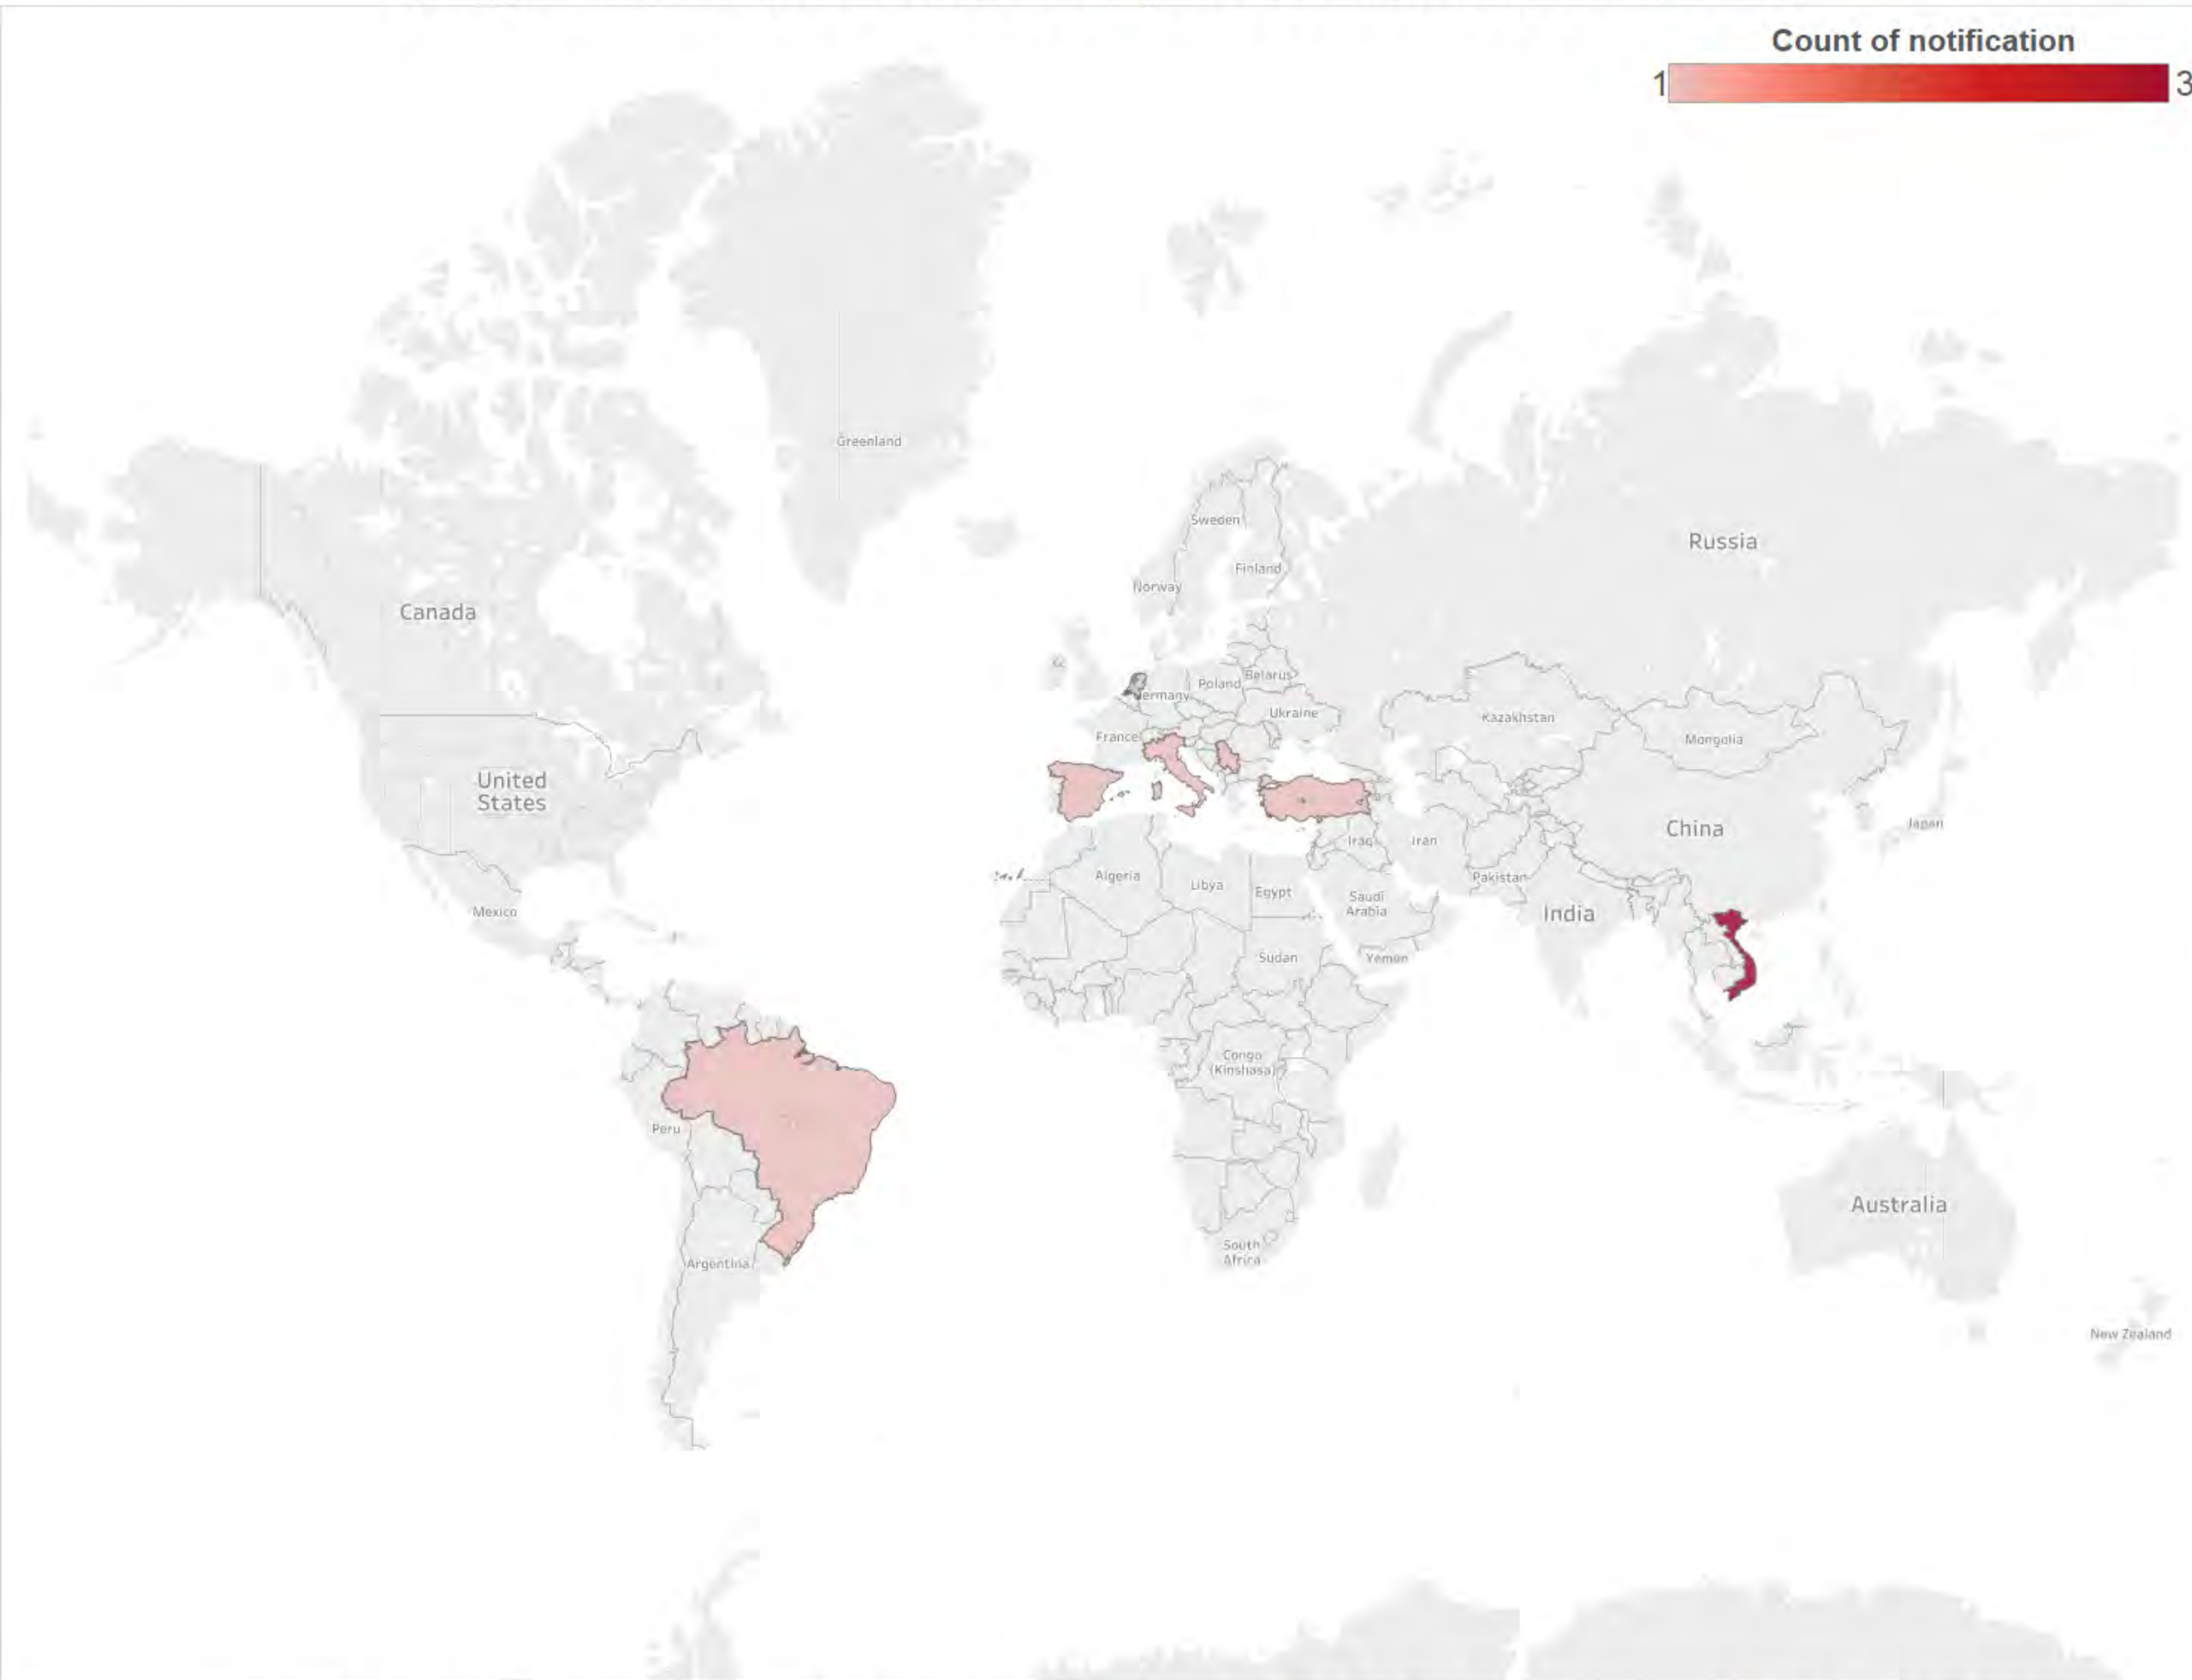 Count of notification
1 3
Greenland
Sweden
Russia
Finland
Norway
Canada
Belarus
Poland
ermany
Ukraine
Kazakhstan
France
Mongolia
United
States
Japan
China
Iraq
Iran
Algeria
Pakistan
Libya
Egypt
Saudi
Arabia
Mexico
India
Sudan
Yemen
Congo
(Kinshasa)
Peru
Australia
South
Africa
Argentina
New Zealand